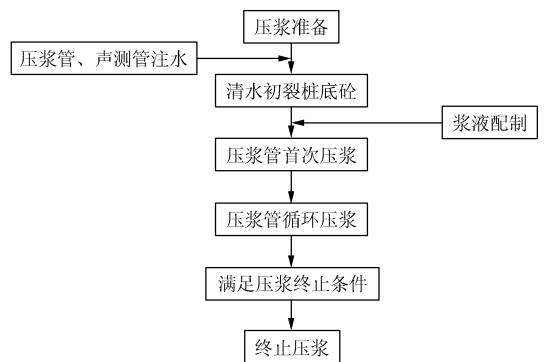 压浆准备
压浆管、声测管注水
清水初裂桩底砼
浆液配制
压浆管首次压浆
压浆管循环压浆
满足压浆终止条件
终止压浆